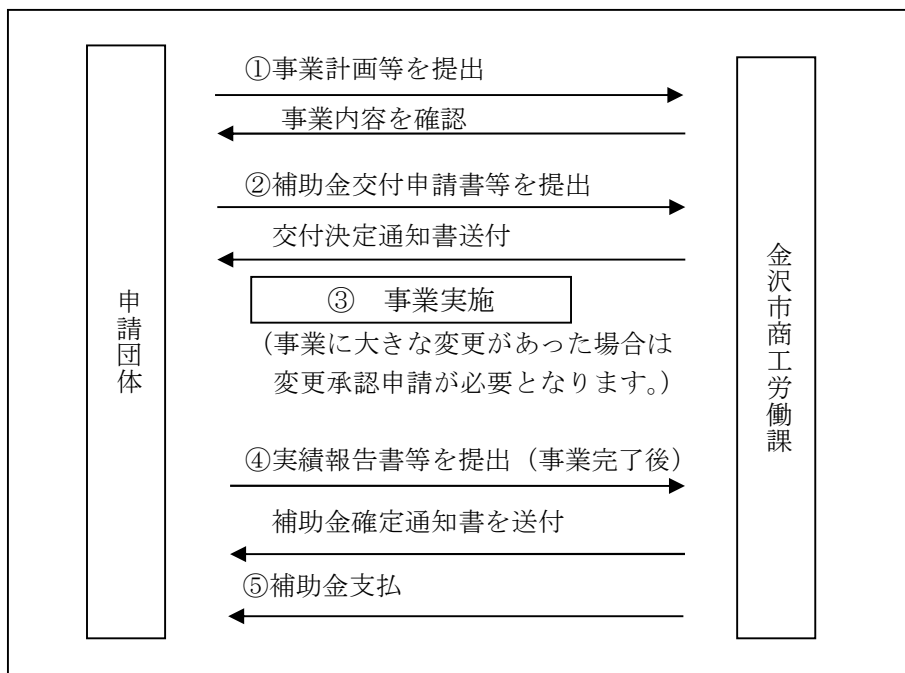 ①事業計画等を提出
事業内容を確認
②補助金交付申請書等を提出
交付決定通知書送付
③　事業実施
（事業に大きな変更があった場合は
変更承認申請が必要となります。）
④実績報告書等を提出（事業完了後）
補助金確定通知書を送付
⑤補助金支払
申請団体
金沢市商工労働課